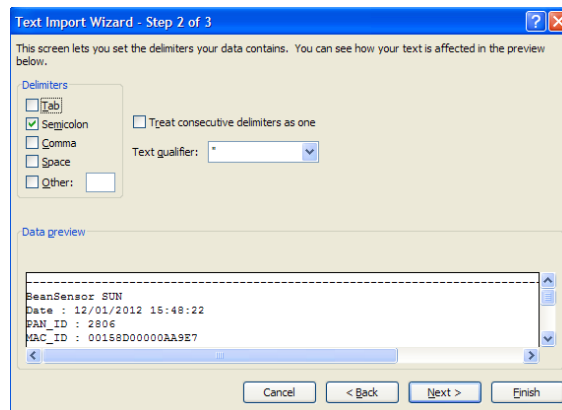 Text Import Wizard - Step 2 of 3
This screen lets you set the delimiters your data contains. You can see how your text is affected in the preview
below.
Delimiters
Tab
Semicolon
Comma
Space
Other:
Treat consecutive delimiters as one
Text qualifier: "
Data preview
BeanSensor SUN
Date : 12/01/2012 15:48:22
PAN_ID : 2806
MAC_ID : 00158D00000AA9E7
Cancel
< Back
Next >
Finish